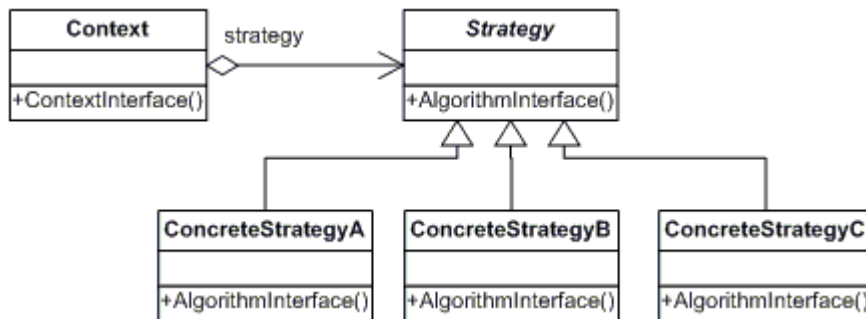 Context
strategy
Strategy
+ContextInterface()
+AlgorithmInterface()
ConcreteStrategyA
ConcreteStrategyB
ConcreteStrategyC
+AlgorithmInterface()
+AlgorithmInterface()
+AlgorithmInterface()